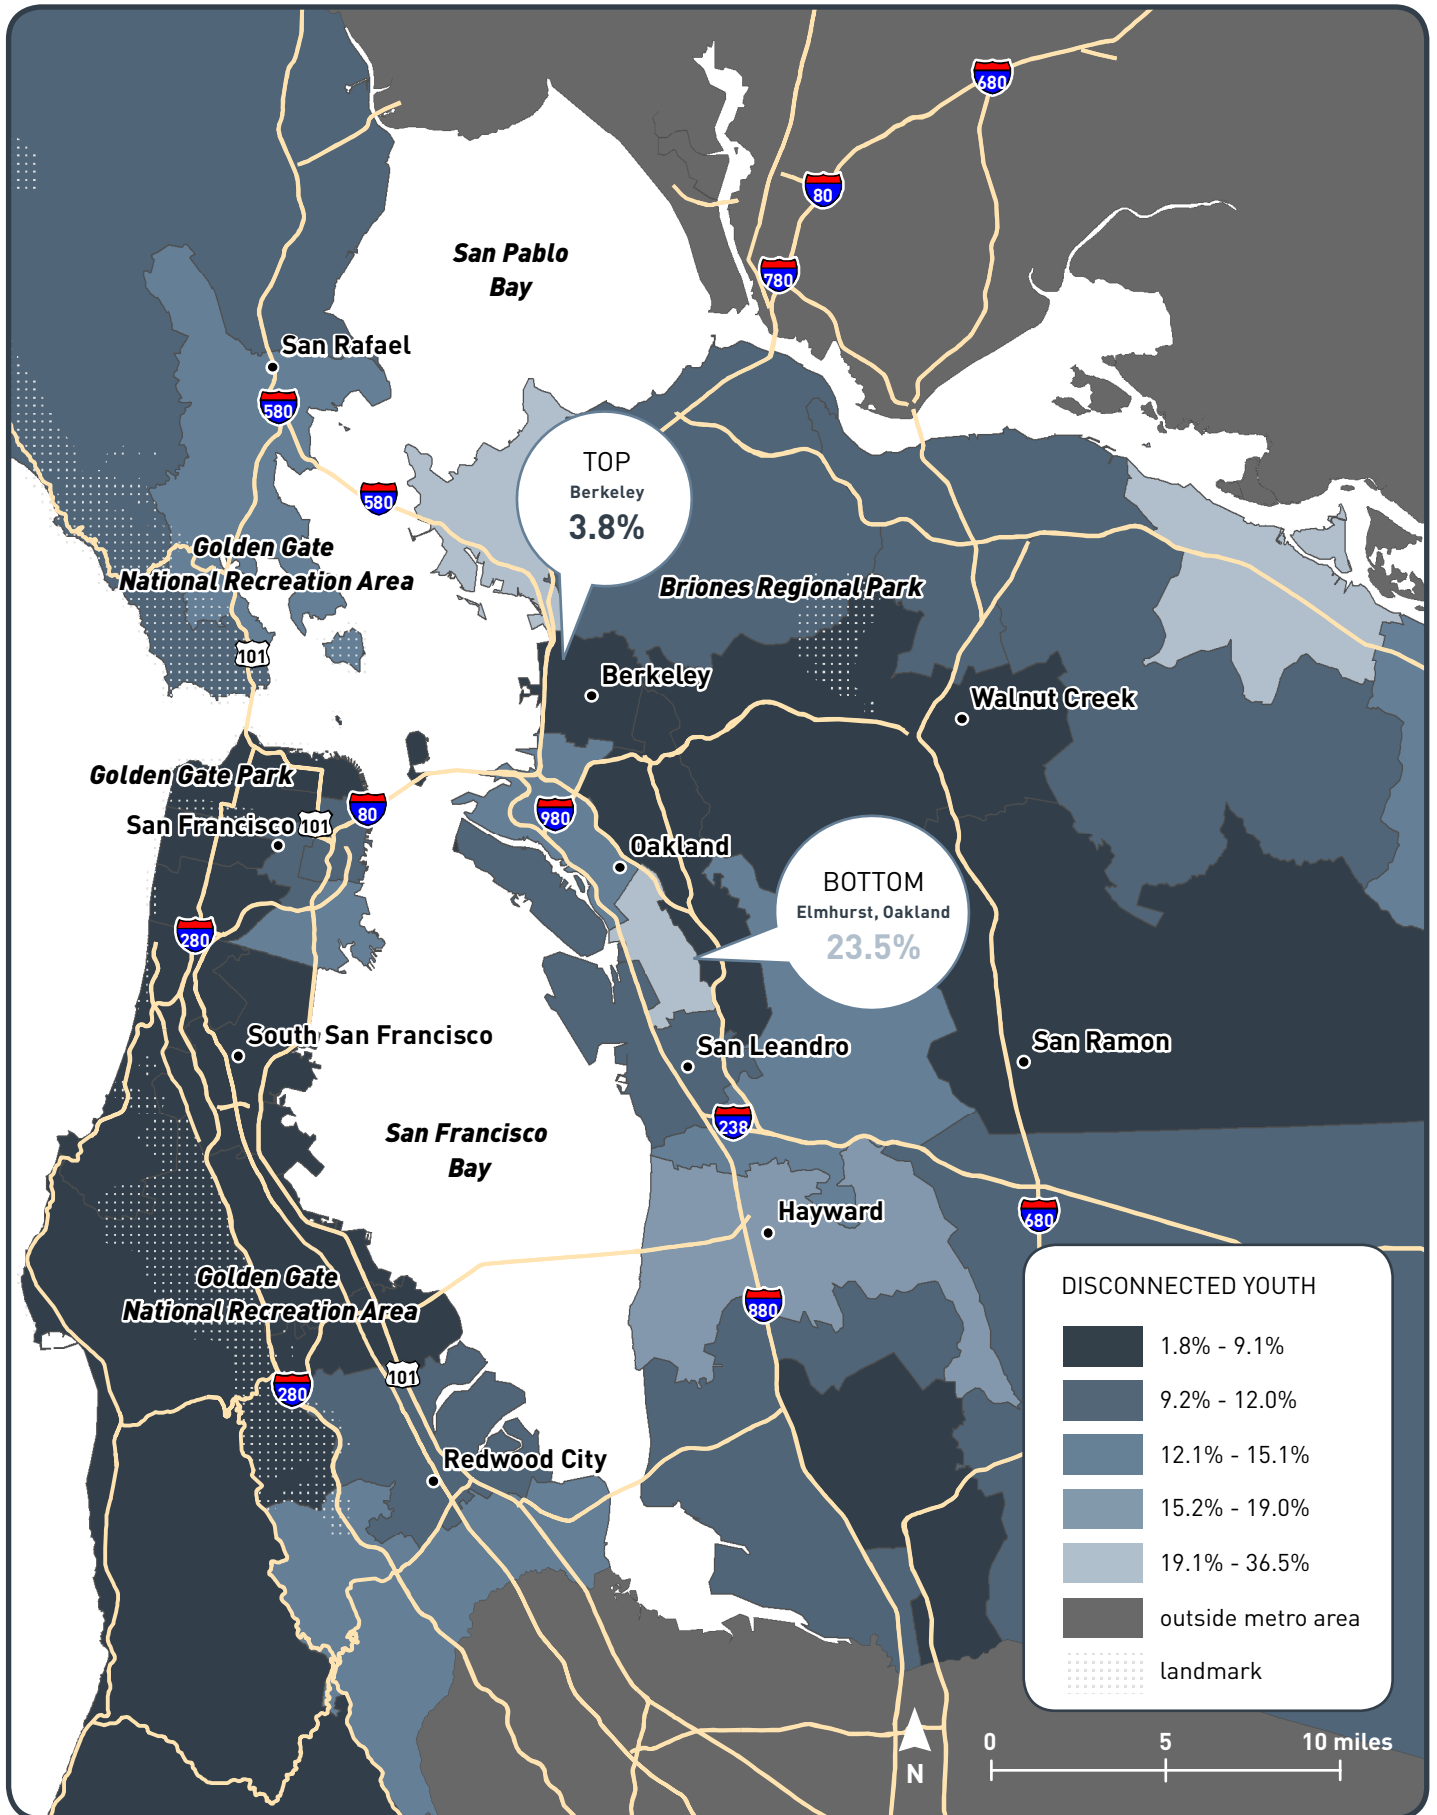 680
80
San Pablo
Bay
780
San Rafael
580
TOP
Berkeley
3.8%
580
Golden Gate
National Recreation Area
Briones Regional Park
101
Berkeley
Walnut Creek
Golden Gate Park
80
San Francisco
101
980
Oakland
BOTTOM
Elmhurst, Oakland
23.5%
280
South San Francisco
San Leandro
San Ramon
San Francisco
Bay
238
Hayward
680
Golden Gate
National Recreation Area
880
101
280
Redwood City
DISCONNECTED YOUTH
1.8% - 9.1%
9.2% - 12.0%
12.1% - 15.1%
15.2% - 19.0%
19.1% - 36.5%
outside metro area
landmark
0 5 10 miles
N